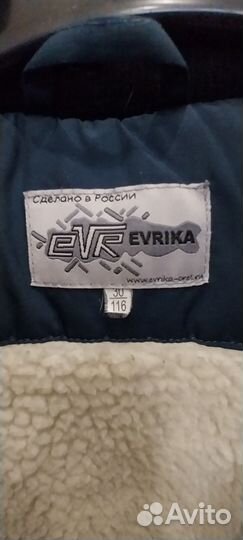 Сделано в России
EVR EVRIKA
www.evrika-orel.ru
30
116
Avito